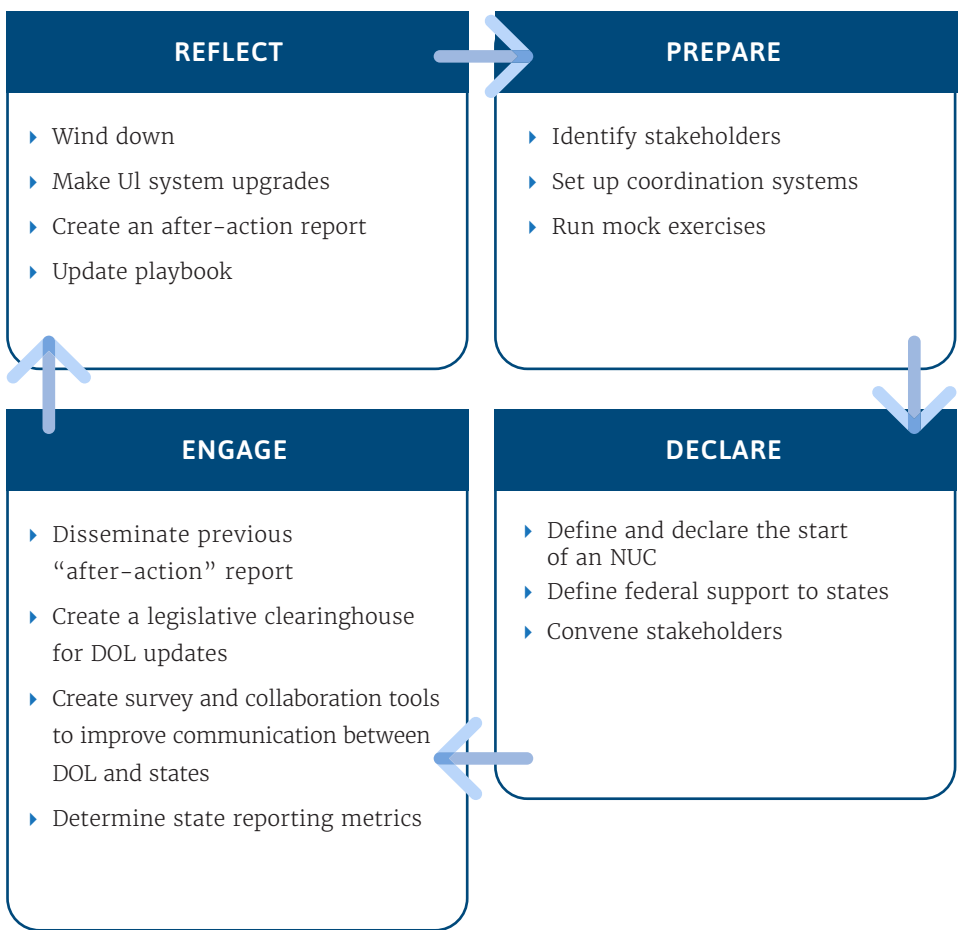 REFLECT
Wind down
Make Ul system upgrades
Create an after-action report
Update playbook
PREPARE
Identify stakeholders
Set up coordination systems
Run mock exercises
ENGAGE
Disseminate previous
“after-action” report
Create a legislative clearinghouse
for DOL updates
Create survey and collaboration tools
to improve communication between
DOL and states
Determine state reporting metrics
DECLARE
Define and declare the start
of an NUC
Define federal support to states
Convene stakeholders